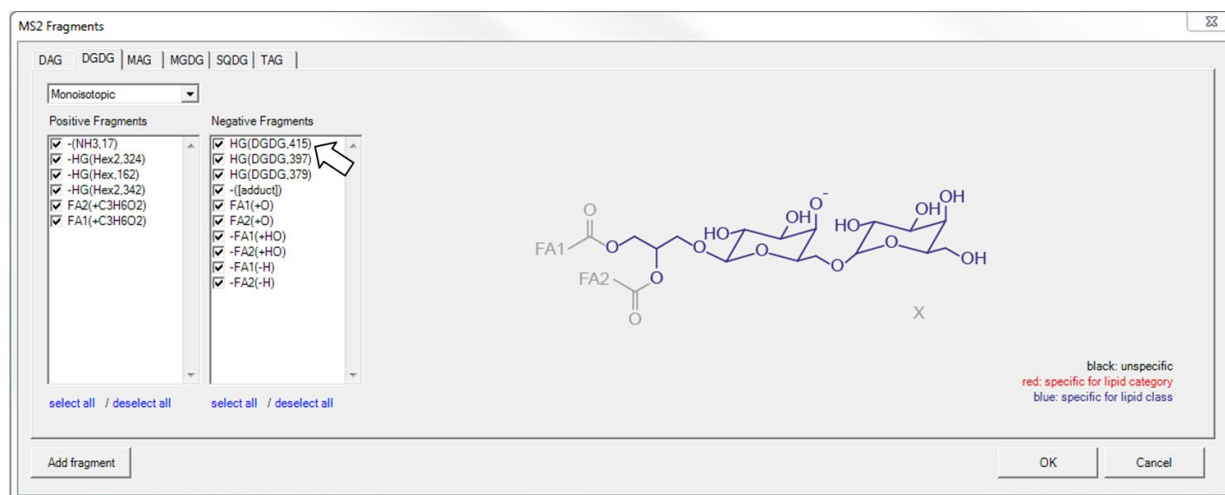 MS2 Fragments
DAG DGDG MAG MGDG SQDG TAG
Monoisotopic
Positive Fragments
-(NH3,17)
-HG(Hex2,324)
-HG(Hex,162)
-HG(Hex2,342)
FA2(+C3H6O2)
FA1(+C3H6O2)
select all / deselect all
Negative Fragments
HG(DGDG,415)
HG(DGDG,397)
HG(DGDG,379)
-([adduct])
FA1(+O)
FA2(+O)
-FA1(+HO)
-FA2(+HO)
-FA1(-H)
-FA2(-H)
select all / deselect all
O
FA1
O
FA2
O
O
O
HO
OH
O-
O
O
HO
OH
OH
O
OH
X
black: unspecific
red: specific for lipid category
blue: specific for lipid class
Add fragment
OK
Cancel